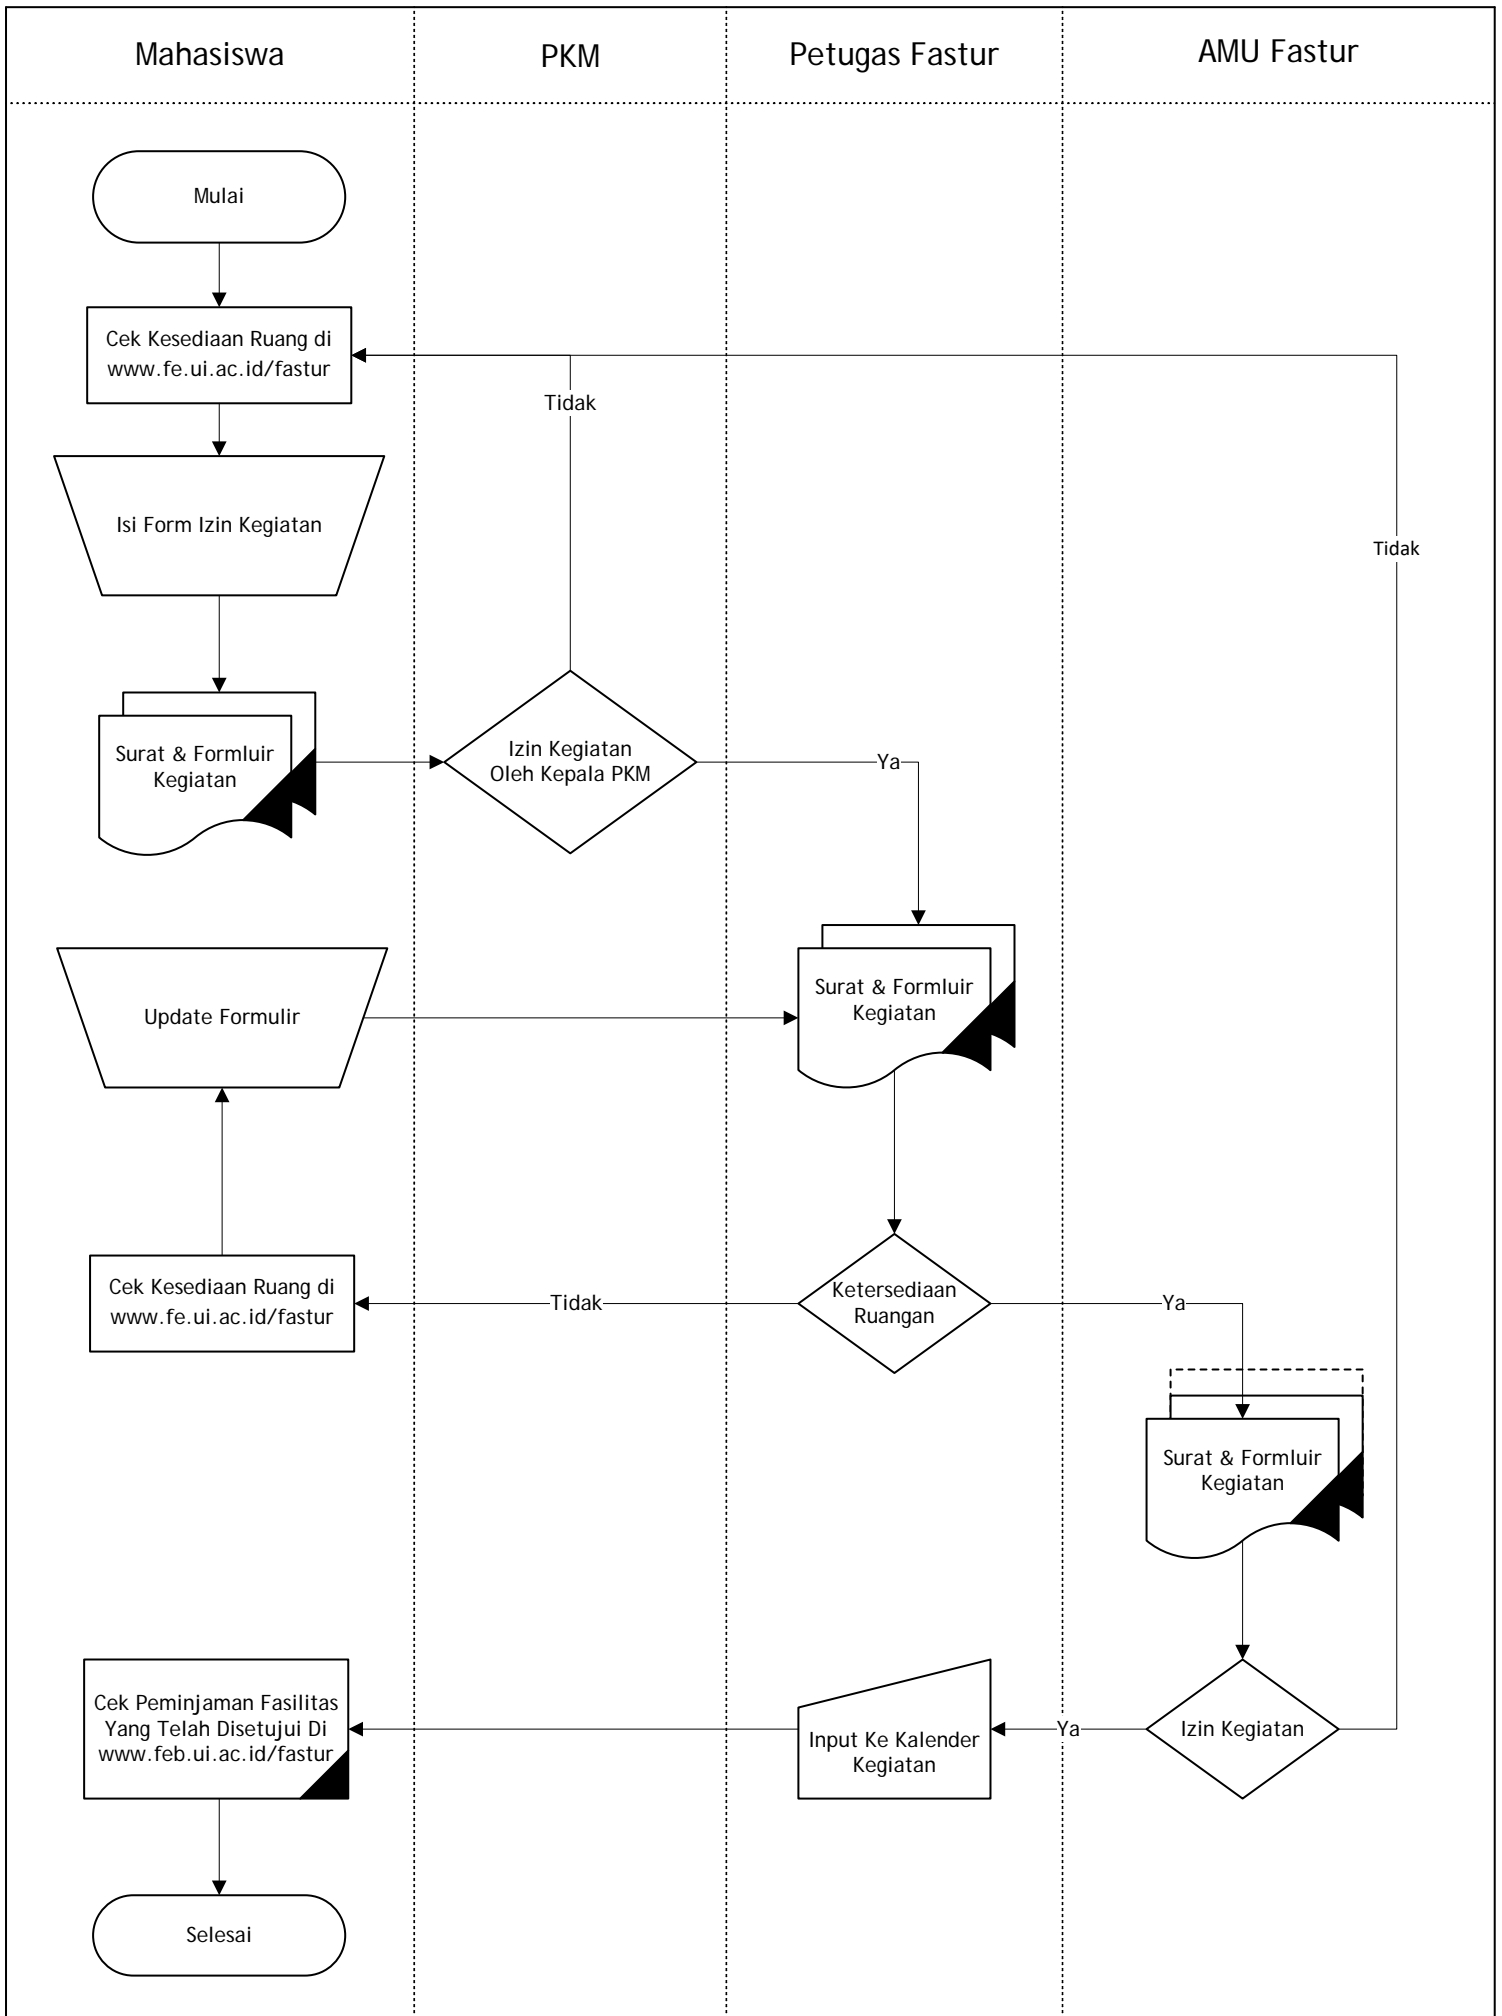 Mahasiswa
PKM
Petugas Fastur
AMU Fastur
Mulai
Cek Kesediaan Ruang di
www.fe.ui.ac.id/fastur
Tidak
Isi Form Izin Kegiatan
Tidak
Surat & Formluir
Kegiatan
Izin Kegiatan
Oleh Kepala PKM
Ya
Update Formulir
Surat & Formluir
Kegiatan
Cek Kesediaan Ruang di
www.fe.ui.ac.id/fastur
Tidak
Ketersediaan
Ruangan
Ya
Surat & Formluir
Kegiatan
Cek Peminjaman Fasilitas
Yang Telah Disetujui Di
www.feb.ui.ac.id/fastur
Input Ke Kalender
Kegiatan
Ya
Izin Kegiatan
Selesai